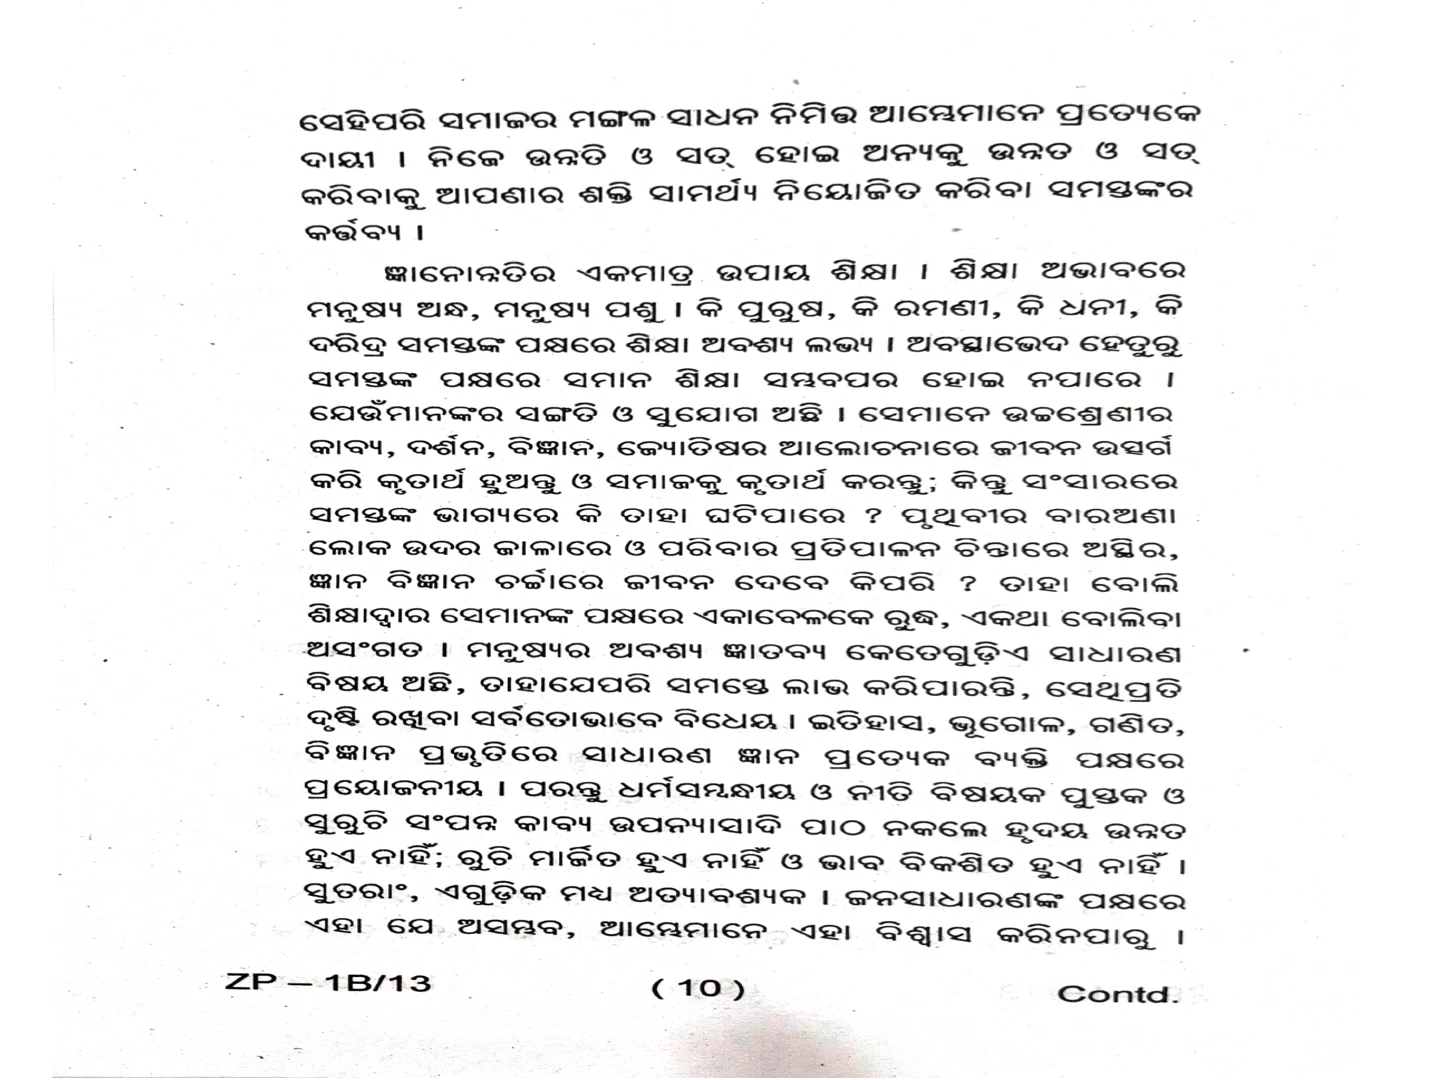 ସେହିପରି ସମାଜର ମଙ୍ଗଳ ସାଧନ ନିମିତ୍ତ ଆମ୍ଭେମାନେ ପ୍ରତ୍ୟେକେ
ଦାୟୀ । ନିଜେ ଉନ୍ନତି ଓ ସତ୍ ହୋଇ ଅନ୍ୟକୁ ଉନ୍ନତ ଓ ସତ୍
କରିବାକୁ ଆପଣାର ଶକ୍ତି ସାମର୍ଥ୍ୟ ନିୟୋଜିତ କରିବା ସମସ୍ତଙ୍କର
କର୍ତ୍ତବ୍ୟ ।
ଜ୍ଞାନୋନ୍ନତିର ଏକମାତ୍ର ଉପାୟ ଶିକ୍ଷା । ଶିକ୍ଷା ଅଭାବରେ
ମନୁଷ୍ୟ ଅନ୍ଧ, ମନୁଷ୍ୟ ପଶୁ । କି ପୁରୁଷ, କି ରମଣୀ, କି ଧନୀ, କି
ଦରିଦ୍ର ସମସ୍ତଙ୍କ ପକ୍ଷରେ ଶିକ୍ଷା ଅବଶ୍ୟ ଲଭ୍ୟ । ଅବସ୍ଥାଭେଦ ହେତୁରୁ
ସମସ୍ତଙ୍କ ପକ୍ଷରେ ସମାନ ଶିକ୍ଷା ସମ୍ଭବପର ହୋଇ ନପାରେ ।
ଯେଉଁମାନଙ୍କର ସଙ୍ଗତି ଓ ସୁଯୋଗ ଅଛି । ସେମାନେ ଉଚ୍ଚଶ୍ରେଣୀର
କାବ୍ୟ, ଦର୍ଶନ, ବିଜ୍ଞାନ, ଜ୍ୟୋତିଷର ଆଲୋଚନାରେ ଜୀବନ ଉତ୍ସର୍ଗ
କରି କୃତାର୍ଥ ହୁଅନ୍ତୁ ଓ ସମାଜକୁ କୃତାର୍ଥ କରନ୍ତୁ; କିନ୍ତୁ ସଂସାରରେ
ସମସ୍ତଙ୍କ ଭାଗ୍ୟରେ କି ତାହା ଘଟିପାରେ ? ପୃଥିବୀର ବାରଅଣା
ଲୋକ ଉଦର ଜାଳାରେ ଓ ପରିବାର ପ୍ରତିପାଳନ ଚିନ୍ତାରେ ଅସ୍ଥିର,
ଜ୍ଞାନ ବିଜ୍ଞାନ ଚର୍ଚ୍ଚାରେ ଜୀବନ ଦେବେ କିପରି ? ତାହା ବୋଲି
ଶିକ୍ଷାଦ୍ୱାର ସେମାନଙ୍କ ପକ୍ଷରେ ଏକାବେଳକେ ରୁଦ୍ଧ, ଏକଥା ବୋଲିବା
ଅସଂଗତ । ମନୁଷ୍ୟର ଅବଶ୍ୟ ଜ୍ଞାତବ୍ୟ କେତେଗୁଡ଼ିଏ ସାଧାରଣ
ବିଷୟ ଅଛି, ତାହାଯେପରି ସମସ୍ତେ ଲାଭ କରିପାରନ୍ତି, ସେଥିପ୍ରତି
ଦୃଷ୍ଟି ରଖିବା ସର୍ବତୋଭାବେ ବିଧେୟ । ଇତିହାସ, ଭୂଗୋଳ, ଗଣିତ,
ବିଜ୍ଞାନ ପ୍ରଭୃତିରେ ସାଧାରଣ ଜ୍ଞାନ ପ୍ରତ୍ୟେକ ବ୍ୟକ୍ତି ପକ୍ଷରେ
ପ୍ରୟୋଜନୀୟ । ପରନ୍ତୁ ଧର୍ମସମ୍ବନ୍ଧୀୟ ଓ ନୀତି ବିଷୟକ ପୁସ୍ତକ ଓ
ସୁରୁଚି ସଂପନ୍ନ କାବ୍ୟ ଉପନ୍ୟାସାଦି ପାଠ ନକଲେ ହୃଦୟ ଉନ୍ନତ
ହୁଏ ନାହିଁ; ରୁଚି ମାର୍ଜିତ ହୁଏ ନାହିଁ ଓ ଭାବ ବିକଶିତ ହୁଏ ନାହିଁ ।
ସୁତରାଂ, ଏଗୁଡ଼ିକ ମଧ୍ୟ ଅତ୍ୟାବଶ୍ୟକ । ଜନସାଧାରଣଙ୍କ ପକ୍ଷରେ
ଏହା ଯେ ଅସମ୍ଭବ, ଆମ୍ଭେମାନେ ଏହା ବିଶ୍ୱାସ କରିନପାରୁ ।
ZP – 1B/13 ( 10 ) Contd.